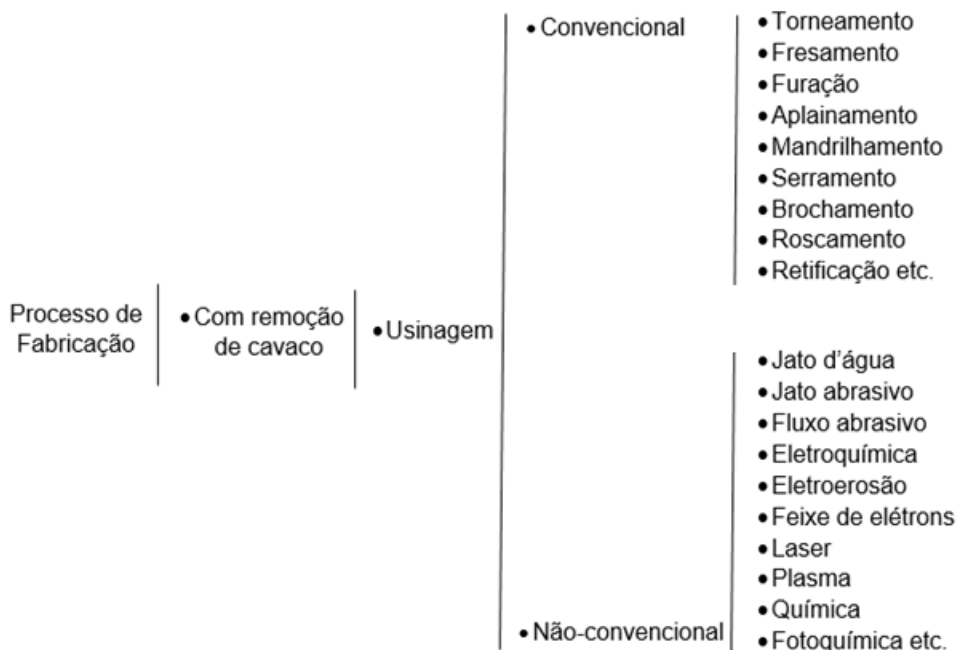 Processo de
Fabricação
• Com remoção
de cavaco
• Usinagem
• Convencional
• Torneamento
• Fresamento
• Furação
• Aplainamento
• Mandrilhamento
• Serramento
• Brochamento
• Roscamento
• Retificação etc.
• Não-convencional
• Jato d’água
• Jato abrasivo
• Fluxo abrasivo
• Eletroquímica
• Eletroerosão
• Feixe de elétrons
• Laser
• Plasma
• Química
• Fotoquímica etc.